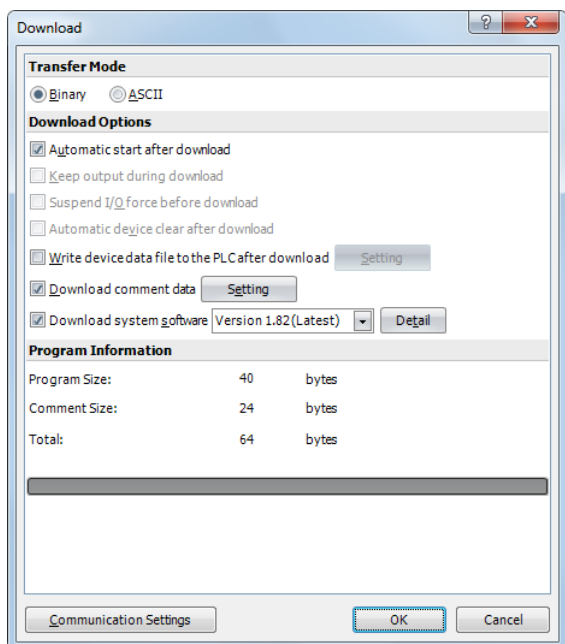 Download
Transfer Mode
Binary ASCII
Download Options
Automatic start after download
Keep output during download
Suspend I/O force before download
Automatic device clear after download
Write device data file to the PLC after download Setting
Download comment data Setting
Download system software Version 1.82(Latest) Detail
Program Information
Program Size: 40 bytes
Comment Size: 24 bytes
Total: 64 bytes
Communication Settings OK Cancel